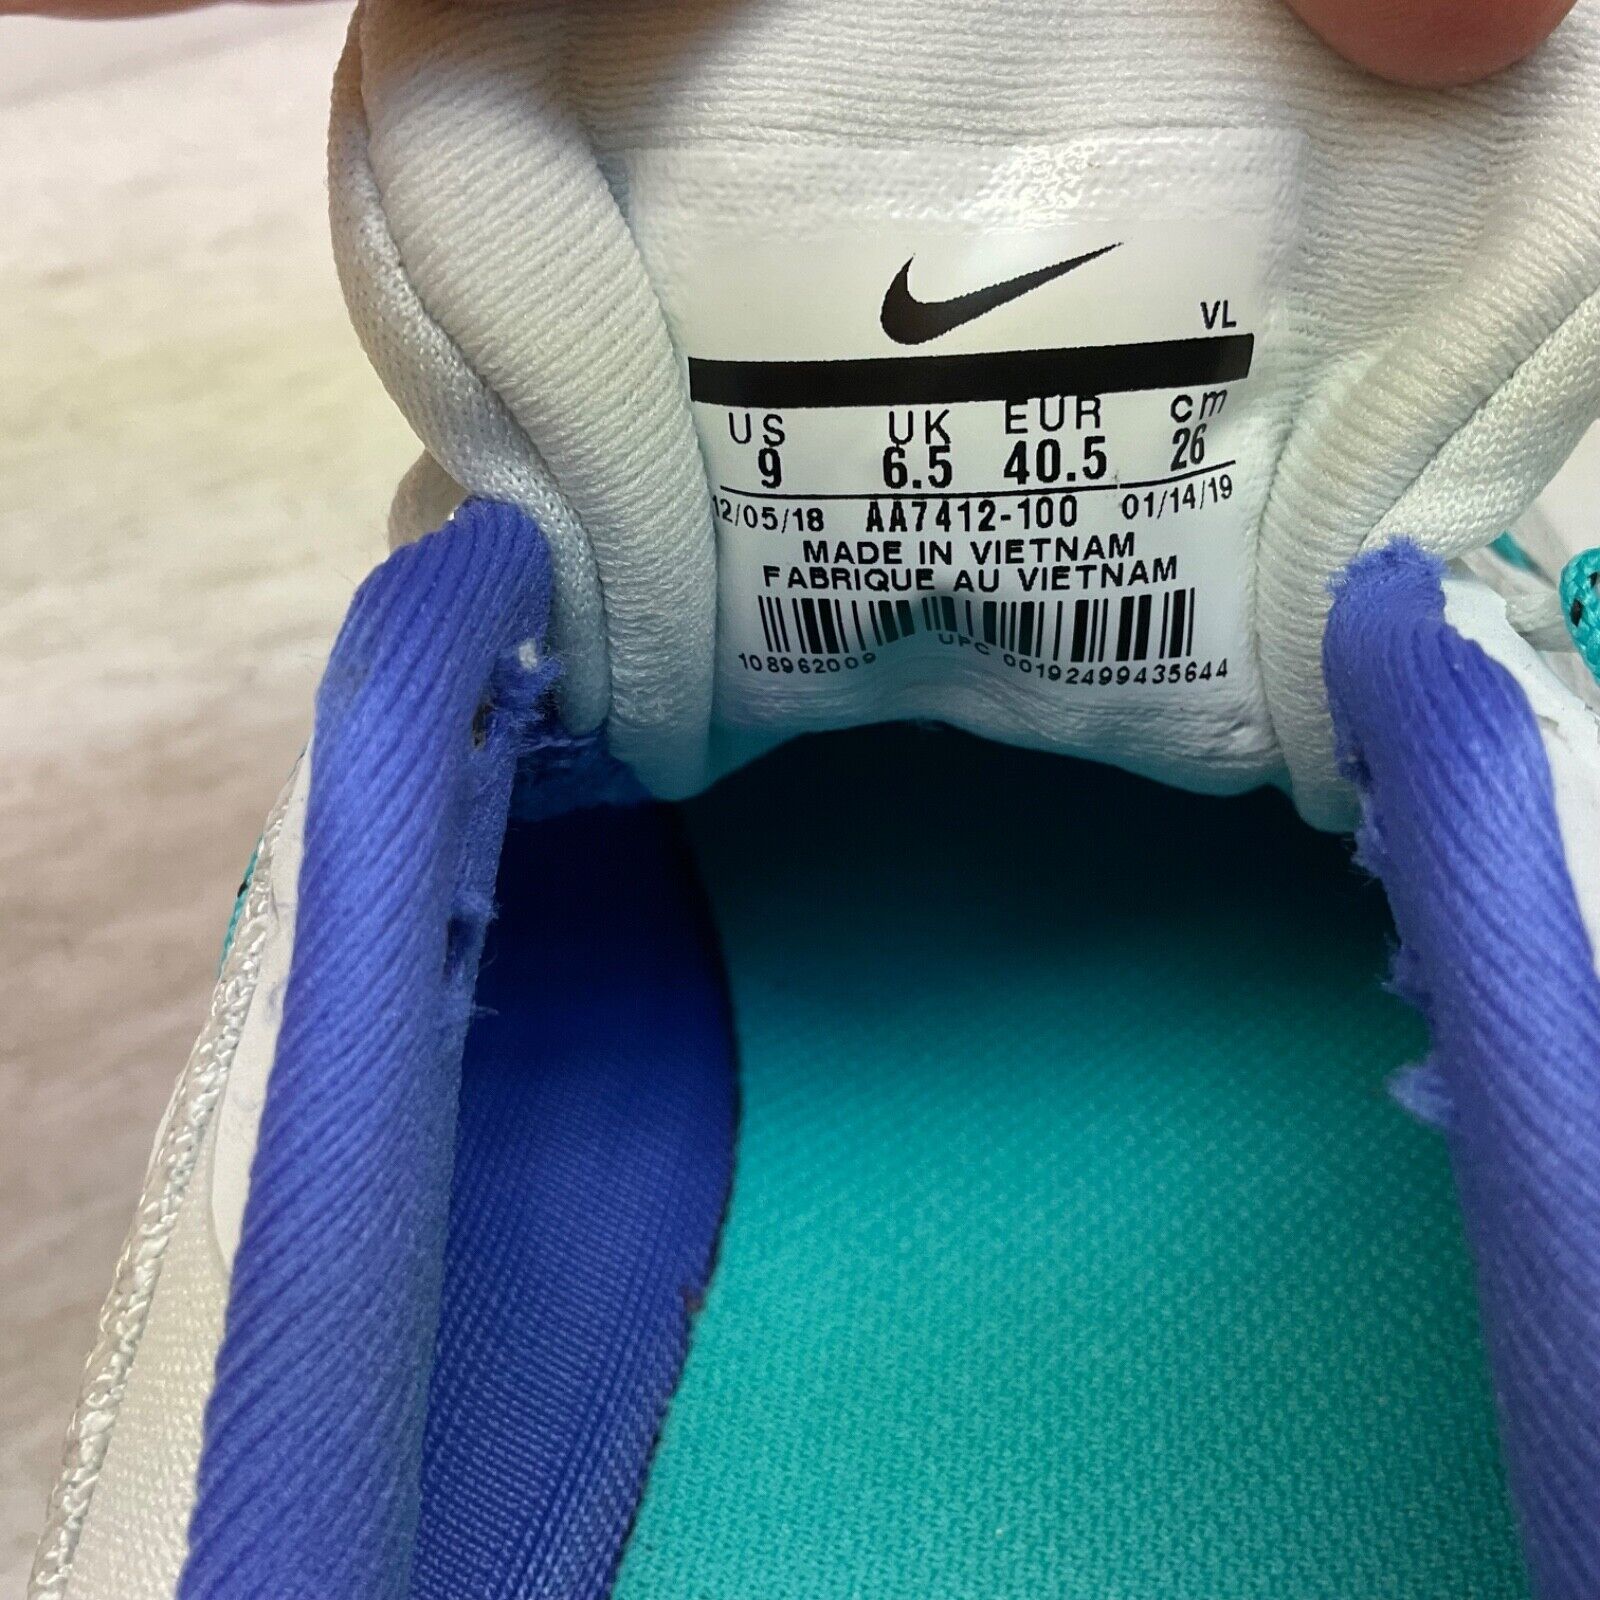 VL
US UK EUR cm
9 6.5 40.5 26
12/05/18 AA7412-100 01/14/19
MADE IN VIETNAM
FABRIQUE AU VIETNAM
108962009 UPC 00192499435644